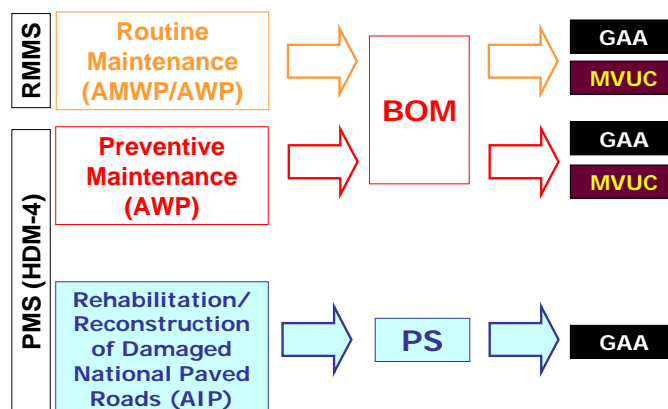 RMMS
Routine
Maintenance
(AMWP/AWP)
BOM
GAA
MVUC
PMS (HDM-4)
Preventive
Maintenance
(AWP)
GAA
MVUC
Rehabilitation/
Reconstruction
of Damaged
National Paved
Roads (AIP)
PS
GAA